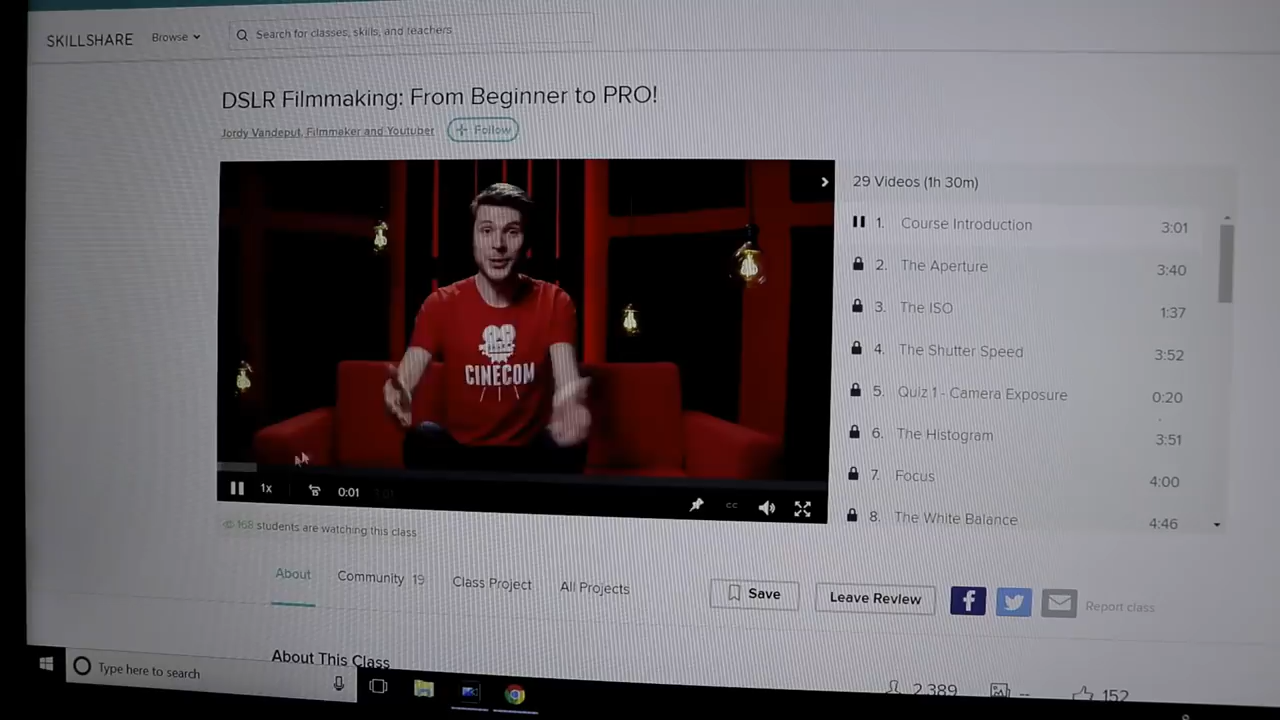 SKILLSHARE
Browse
Search for classes, skills, and teachers
DSLR Filmmaking: From Beginner to PRO!
Jordy Vandeput, Filmmaker and Youtuber
+ Follow
CINECOM
1x
0:01
CC
29 Videos (1h 30m)
1. Course Introduction 3:01
2. The Aperture 3:40
3. The ISO 1:37
4. The Shutter Speed 3:52
5. Quiz 1 - Camera Exposure 0:20
6. The Histogram 3:51
7. Focus 4:00
8. The White Balance 4:46
168 students are watching this class
About
Community 19
Class Project
All Projects
Save
Leave Review
Report class
About This Class
2,389
--
152
Type here to search